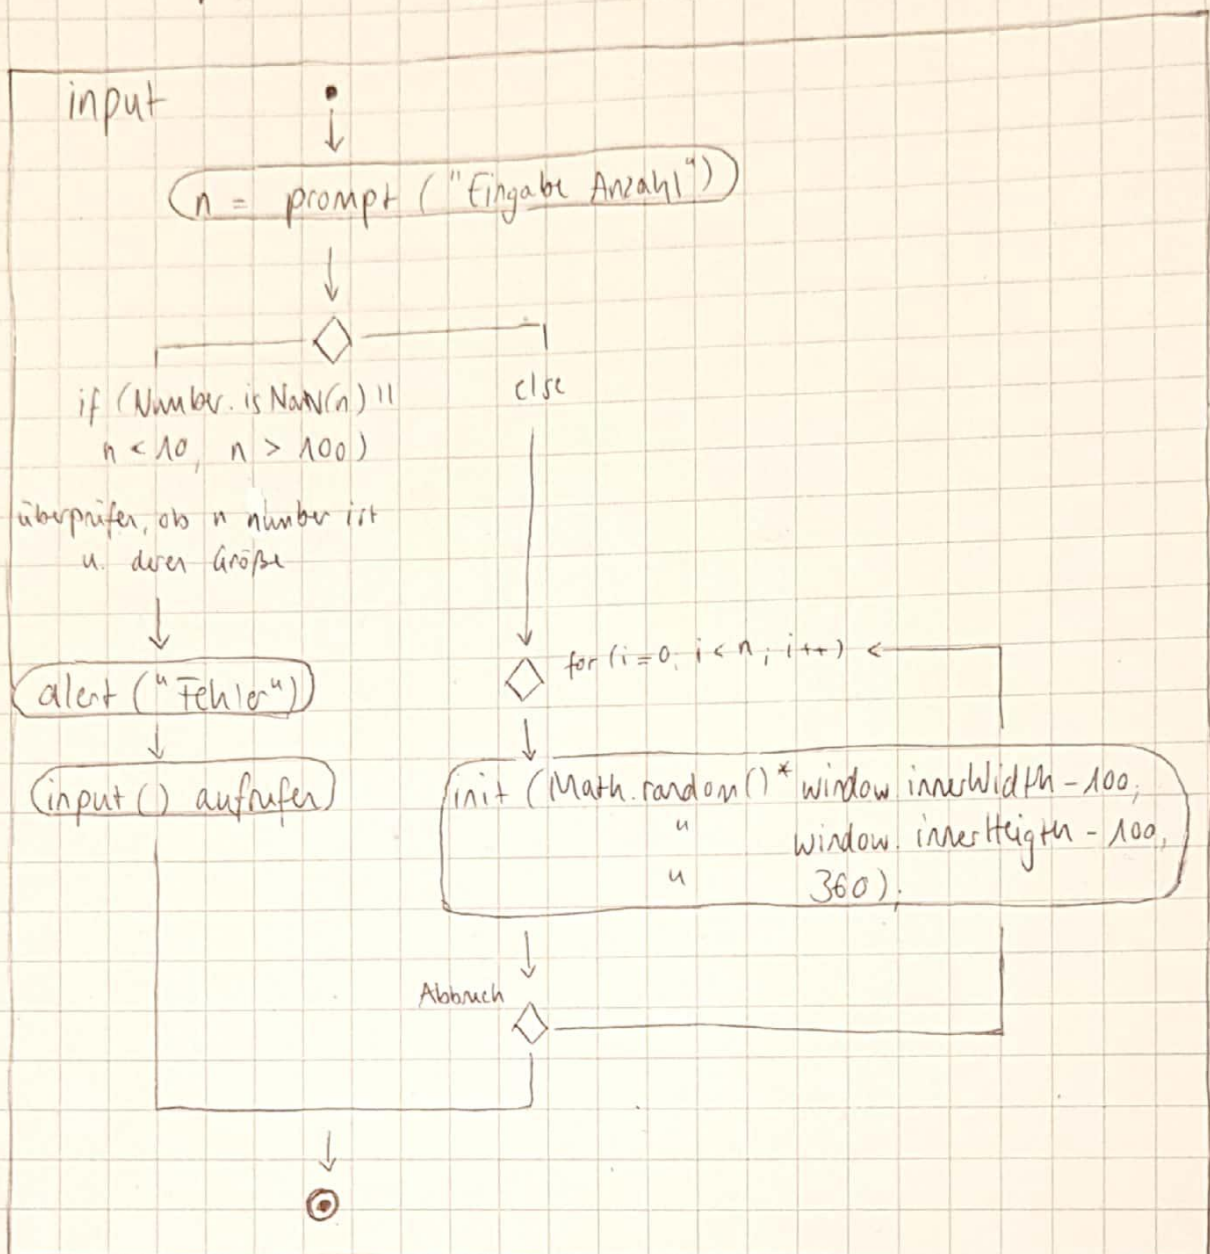 input
n = prompt ("Eingabe Anzahl")
if (Number.isNaN(n) ||
n < 10, n > 100)
else
überprüfen, ob n number ist
u. deren Größe
for (i = 0; i < n; i++)
alert ("Fehler")
input() aufrufen
init (Math.random() * window.innerWidth - 100,
" window.innerHeigth - 100,
" 360);
Abbruch